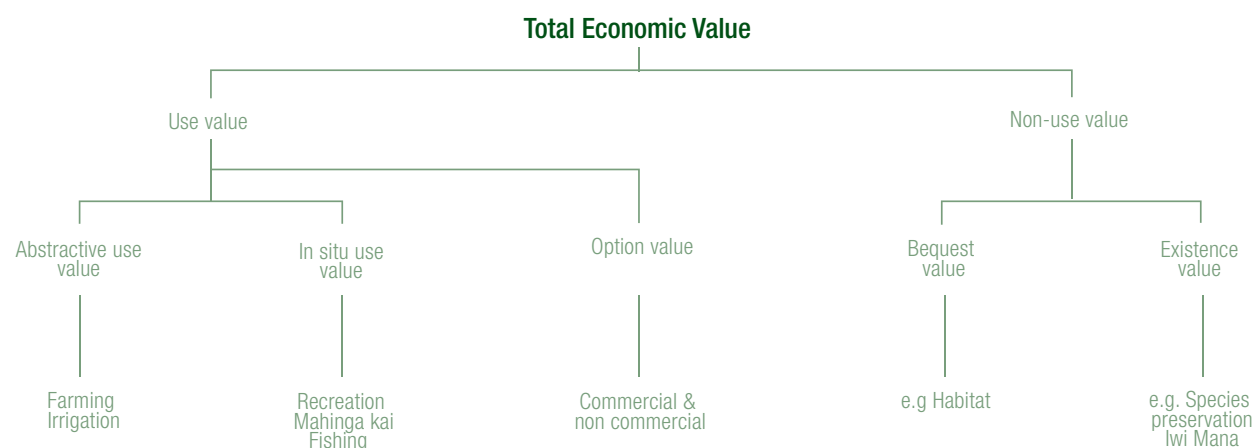 Total Economic Value
Use value
Non-use value
Abstractive use
value
In situ use
value
Option value
Bequest
value
Existence
value
Farming
Irrigation
Recreation
Mahinga kai
Fishing
Commercial &
non commercial
e.g Habitat
e.g. Species
preservation
Iwi Mana